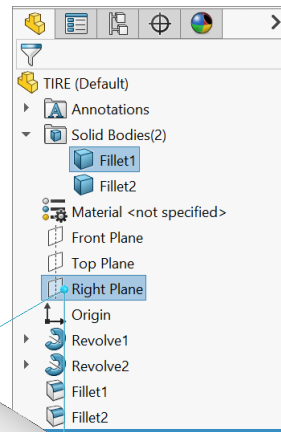 TIRE (Default)
Annotations
Solid Bodies(2)
Fillet1
Fillet2
Material <not specified>
Front Plane
Top Plane
Right Plane
Origin
Revolve1
Revolve2
Fillet1
Fillet2